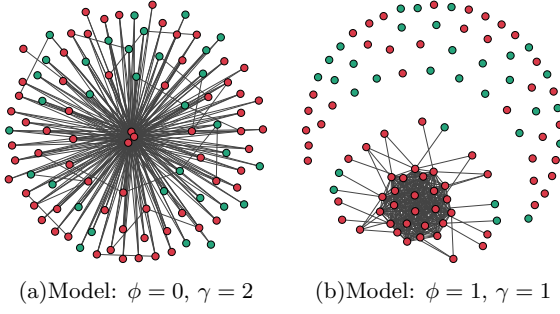 (a)Model: ϕ = 0, γ = 2
(b)Model: ϕ = 1, γ = 1